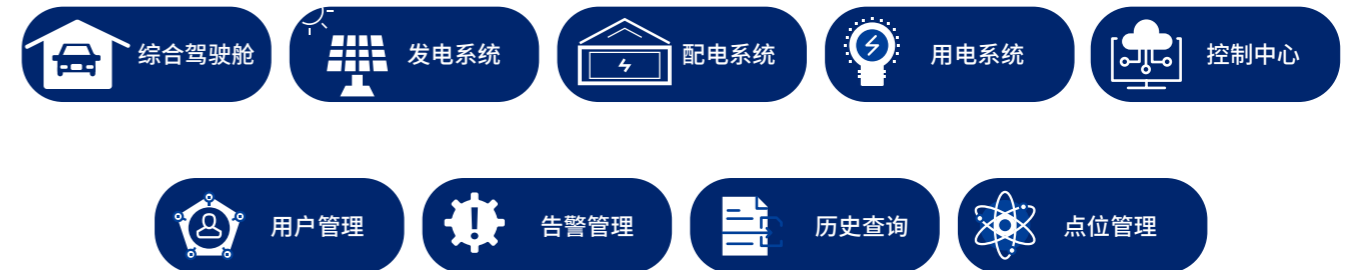 综合驾驶舱
发电系统
配电系统
用电系统
控制中心
用户管理
告警管理
历史查询
点位管理